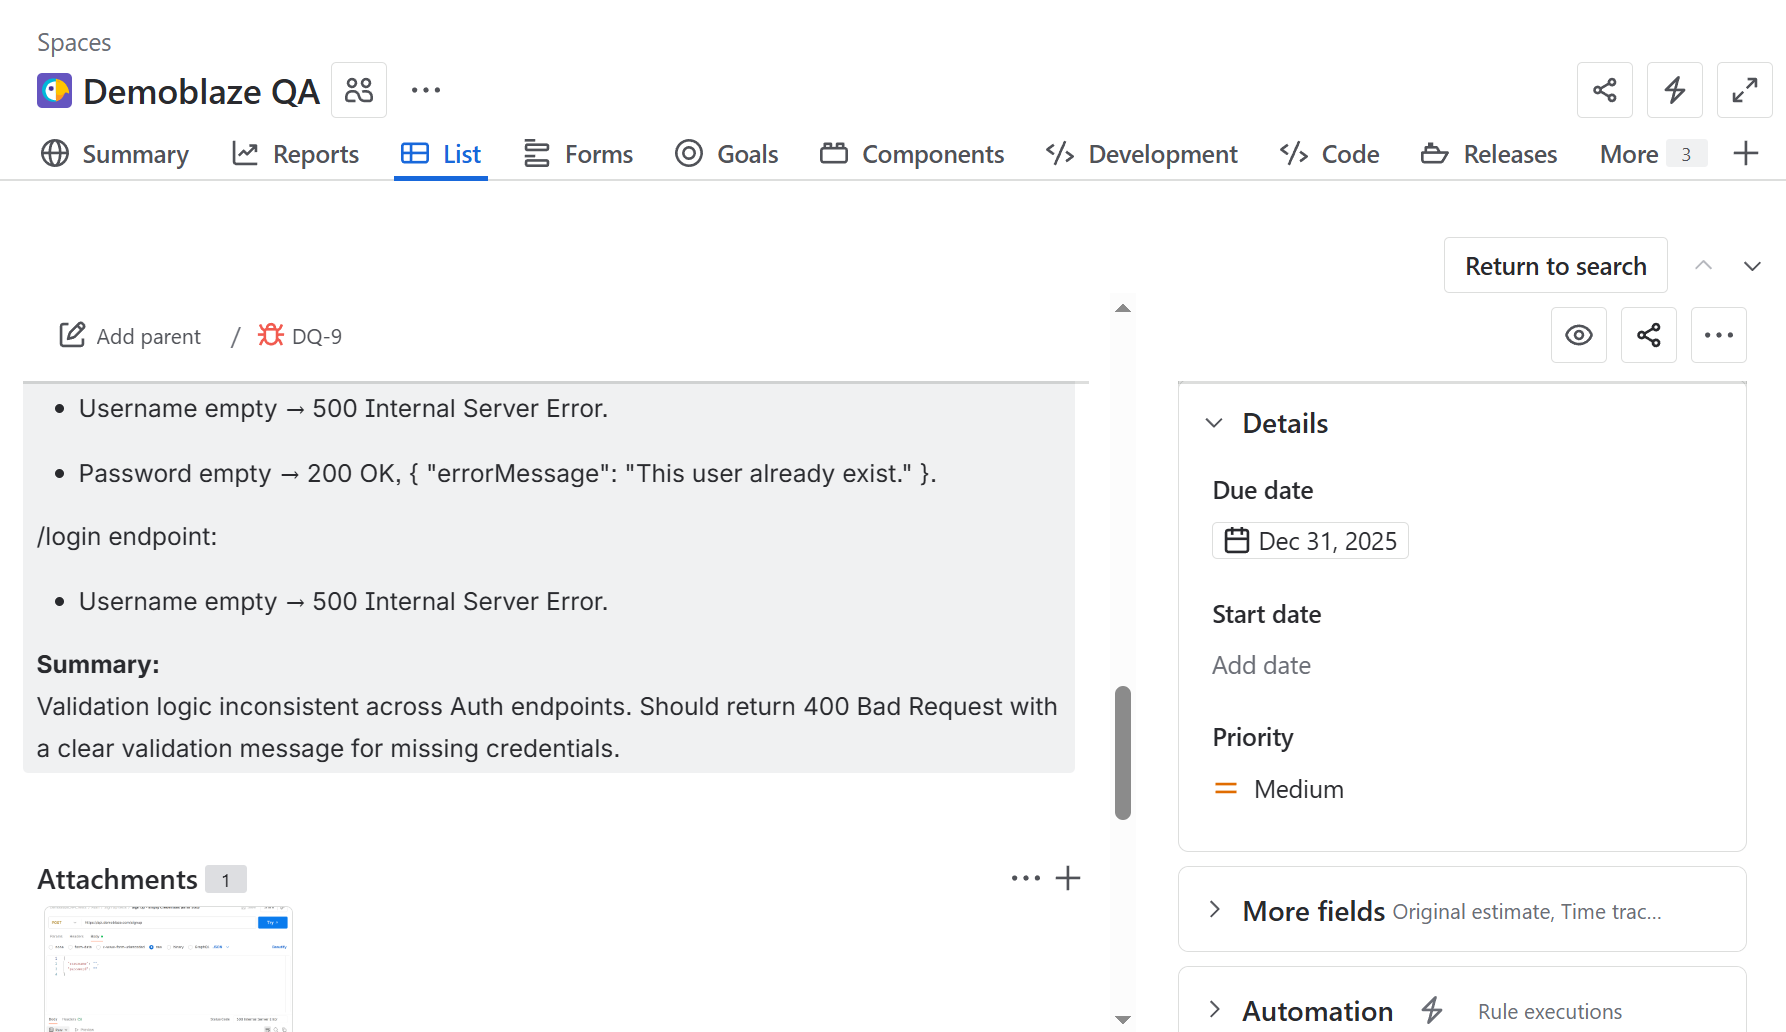 Spaces
Demoblaze QA
Summary
Reports
List
Forms
Goals
Components
Development
Code
Releases
More 3
Return to search
Add parent / DQ-9
• Username empty → 500 Internal Server Error.
• Password empty → 200 OK, { "errorMessage": "This user already exist." }.
/login endpoint:
• Username empty → 500 Internal Server Error.
Summary:
Validation logic inconsistent across Auth endpoints. Should return 400 Bad Request with
a clear validation message for missing credentials.
Attachments 1
Details
Due date
Dec 31, 2025
Start date
Add date
Priority
Medium
More fields Original estimate, Time trac...
Automation Rule executions